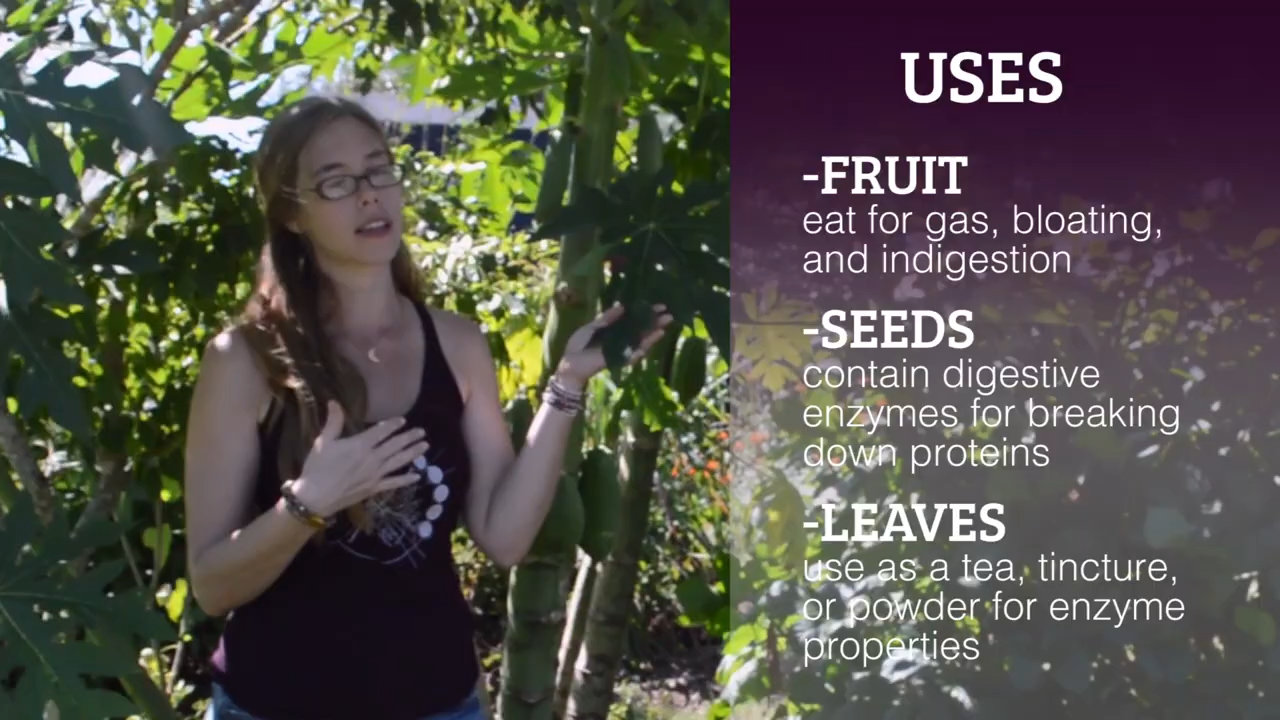 USES
-FRUIT
eat for gas, bloating,
and indigestion
-SEEDS
contain digestive
enzymes for breaking
down proteins
-LEAVES
use as a tea, tincture,
or powder for enzyme
properties